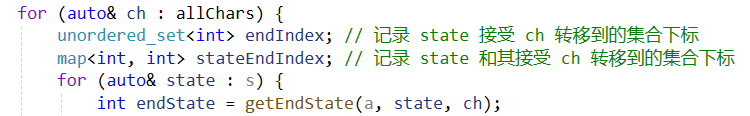 for (auto& ch : allChars) {
unordered_set<int> endIndex; // 记录 state 接受 ch 转移到的集合下标
map<int, int> stateEndIndex; // 记录 state 和其接受 ch 转移到的集合下标
for (auto& state : s) {
int endState = getEndState(a, state, ch);